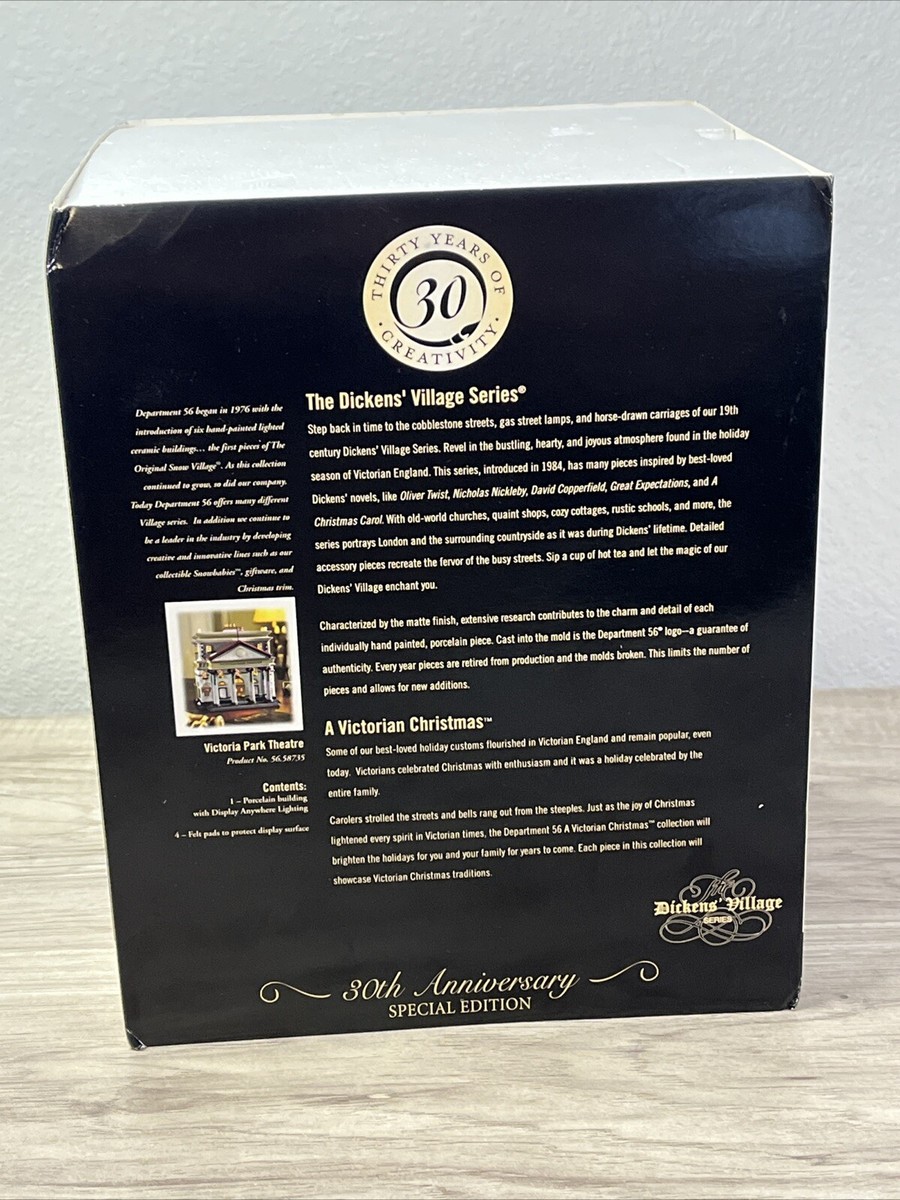 THIRTY YEARS OF
30
· CREATIVITY ·
Department 56 began in 1976 with the
introduction of six hand-painted lighted
ceramic buildings... the first pieces of The
Original Snow Village™. As this collection
continued to grow, so did our company.
Today Department 56 offers many different
Village series. In addition we continue to
be a leader in the industry by developing
creative and innovative lines such as our
collectible Snowbabies™, giftware, and
Christmas trim.
Victoria Park Theatre
Product No. 56.58735
Contents:
1 – Porcelain building
with Display Anywhere Lighting
4 – Felt pads to protect display surface
The Dickens' Village Series®
Step back in time to the cobblestone streets, gas street lamps, and horse-drawn carriages of our 19th
century Dickens' Village Series. Revel in the bustling, hearty, and joyous atmosphere found in the holiday
season of Victorian England. This series, introduced in 1984, has many pieces inspired by best-loved
Dickens' novels, like Oliver Twist, Nicholas Nickleby, David Copperfield, Great Expectations, and A
Christmas Carol. With old-world churches, quaint shops, cozy cottages, rustic schools, and more, the
series portrays London and the surrounding countryside as it was during Dickens' lifetime. Detailed
accessory pieces recreate the fervor of the busy streets. Sip a cup of hot tea and let the magic of our
Dickens' Village enchant you.
Characterized by the matte finish, extensive research contributes to the charm and detail of each
individually hand painted, porcelain piece. Cast into the mold is the Department 56® logo—a guarantee of
authenticity. Every year pieces are retired from production and the molds broken. This limits the number of
pieces and allows for new additions.
A Victorian Christmas™
Some of our best-loved holiday customs flourished in Victorian England and remain popular, even
today. Victorians celebrated Christmas with enthusiasm and it was a holiday celebrated by the
entire family.
Carolers strolled the streets and bells rang out from the steeples. Just as the joy of Christmas
lightened every spirit in Victorian times, the Department 56 A Victorian Christmas™ collection will
brighten the holidays for you and your family for years to come. Each piece in this collection will
showcase Victorian Christmas traditions.
The
Dickens' Village
SERIES
30th Anniversary
SPECIAL EDITION